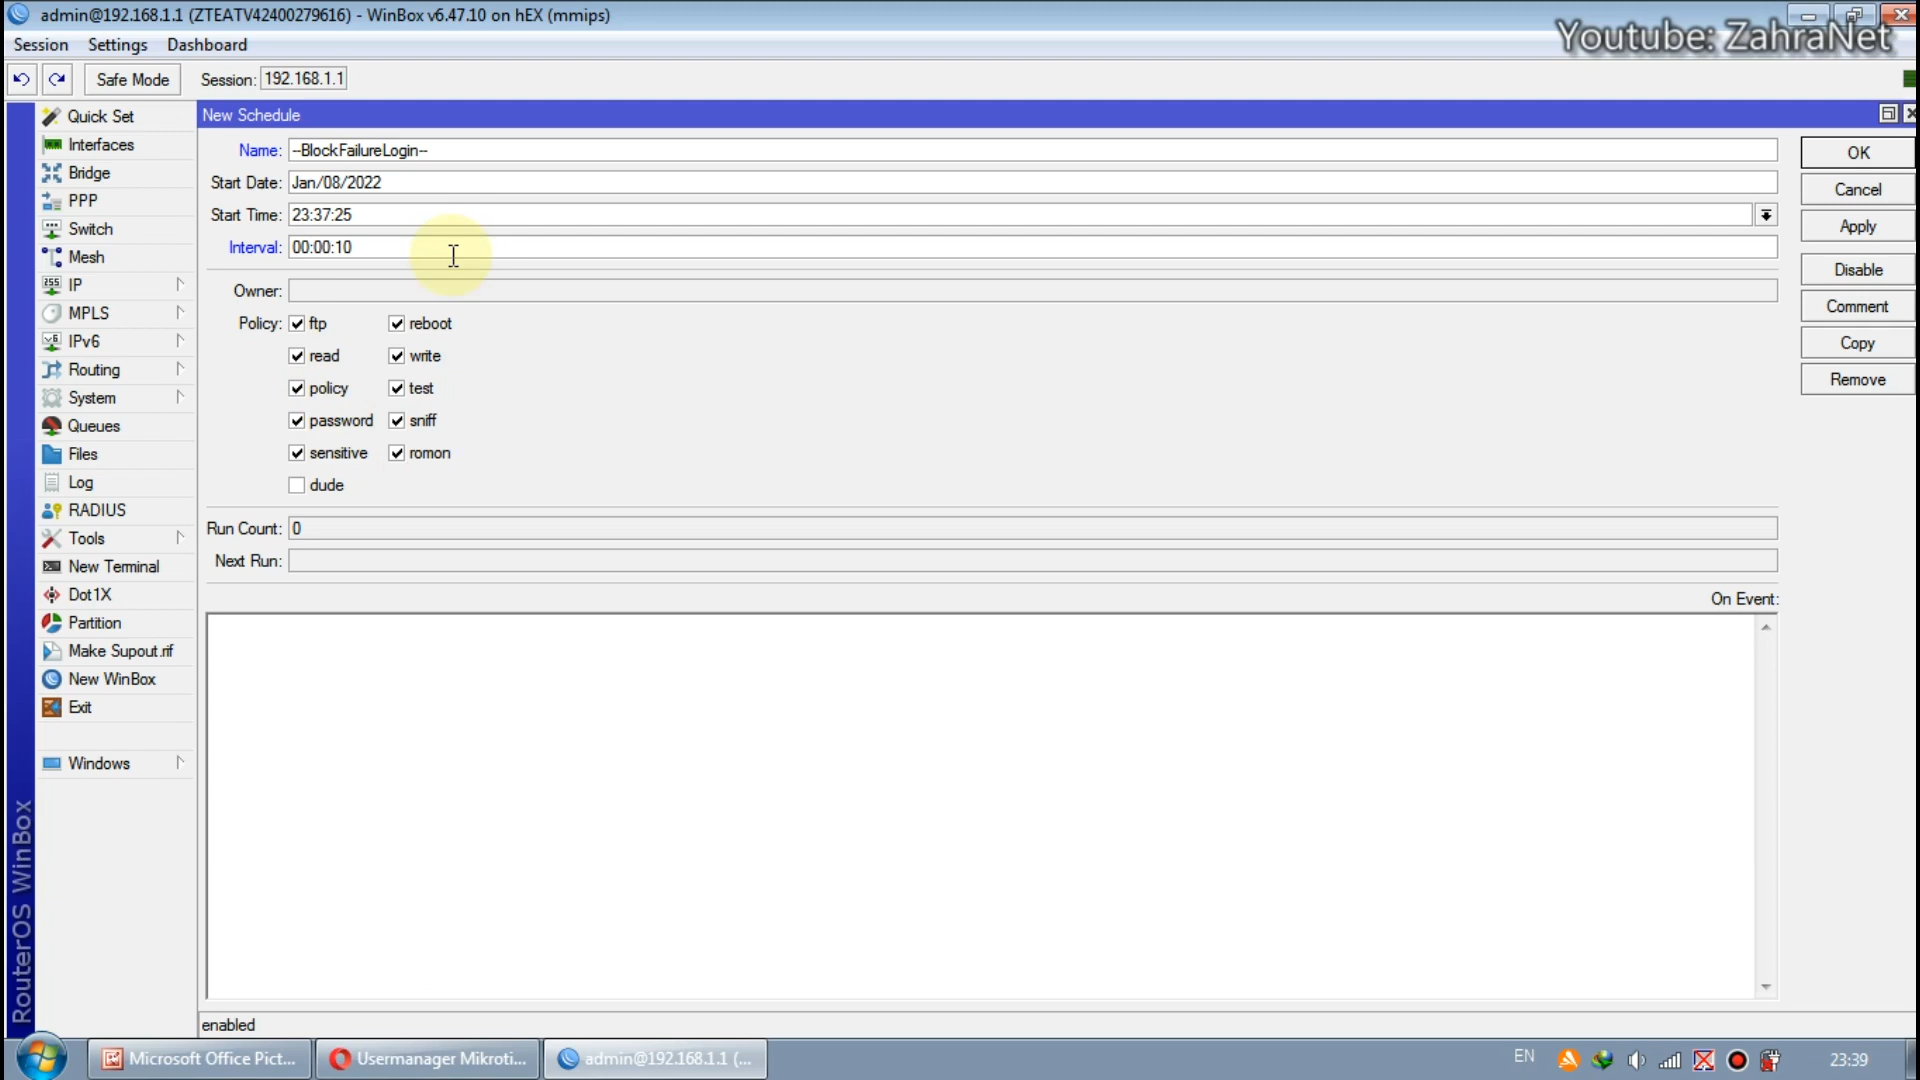 admin@192.168.1.1 (ZTEATV42400279616) - WinBox v6.47.10 on hEX (mmips)
Youtube: ZahraNet
Session Settings Dashboard
Safe Mode Session: 192.168.1.1
Quick Set
Interfaces
Bridge
PPP
Switch
Mesh
IP
MPLS
IPv6
Routing
System
Queues
Files
Log
RADIUS
Tools
New Terminal
Dot1X
Partition
Make Supout.rif
New WinBox
Exit
Windows
RouterOS WinBox
New Schedule
Name: --BlockFailureLogin--
Start Date: Jan/08/2022
Start Time: 23:37:25
Interval: 00:00:10
Owner:
Policy: ftp reboot
read write
policy test
password sniff
sensitive romon
dude
Run Count: 0
Next Run:
On Event:
OK
Cancel
Apply
Disable
Comment
Copy
Remove
enabled
Microsoft Office Pict... Usermanager Mikroti... admin@192.168.1.1 (... EN 23:39